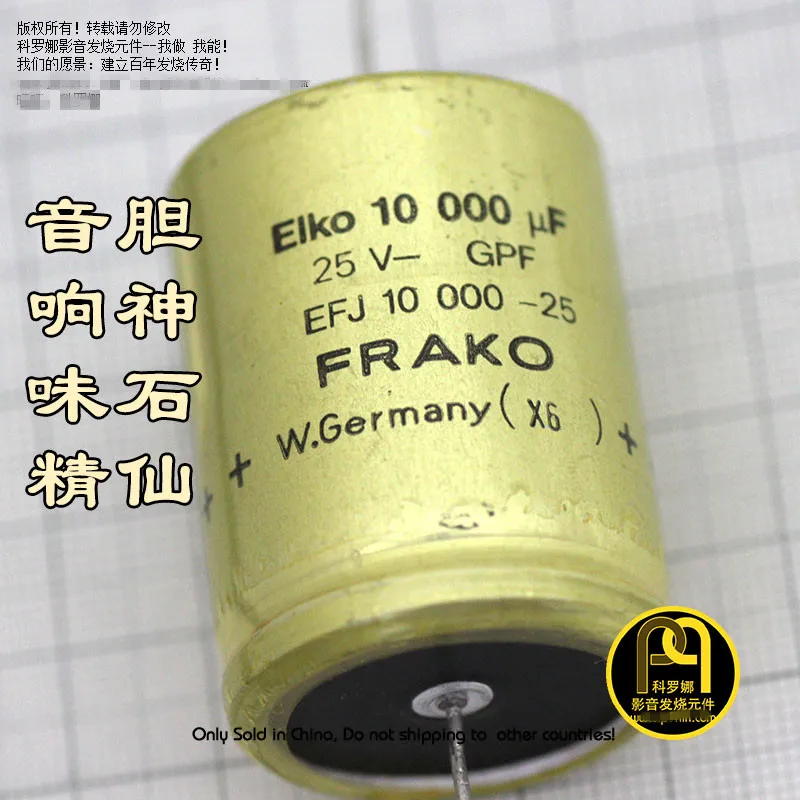 版权所有！转载请勿修改
科罗娜影音发烧元件--我做 我能！
我们的愿景：建立百年发烧传奇！
胆神石仙
音响味精
Elko 10 000 µF
25 V– GPF
EFJ 10 000 -25
FRAKO
W.Germany ( X6 )
+ +
科罗娜
影音发烧元件
Only Sold in China, Do not shipping to other countries!